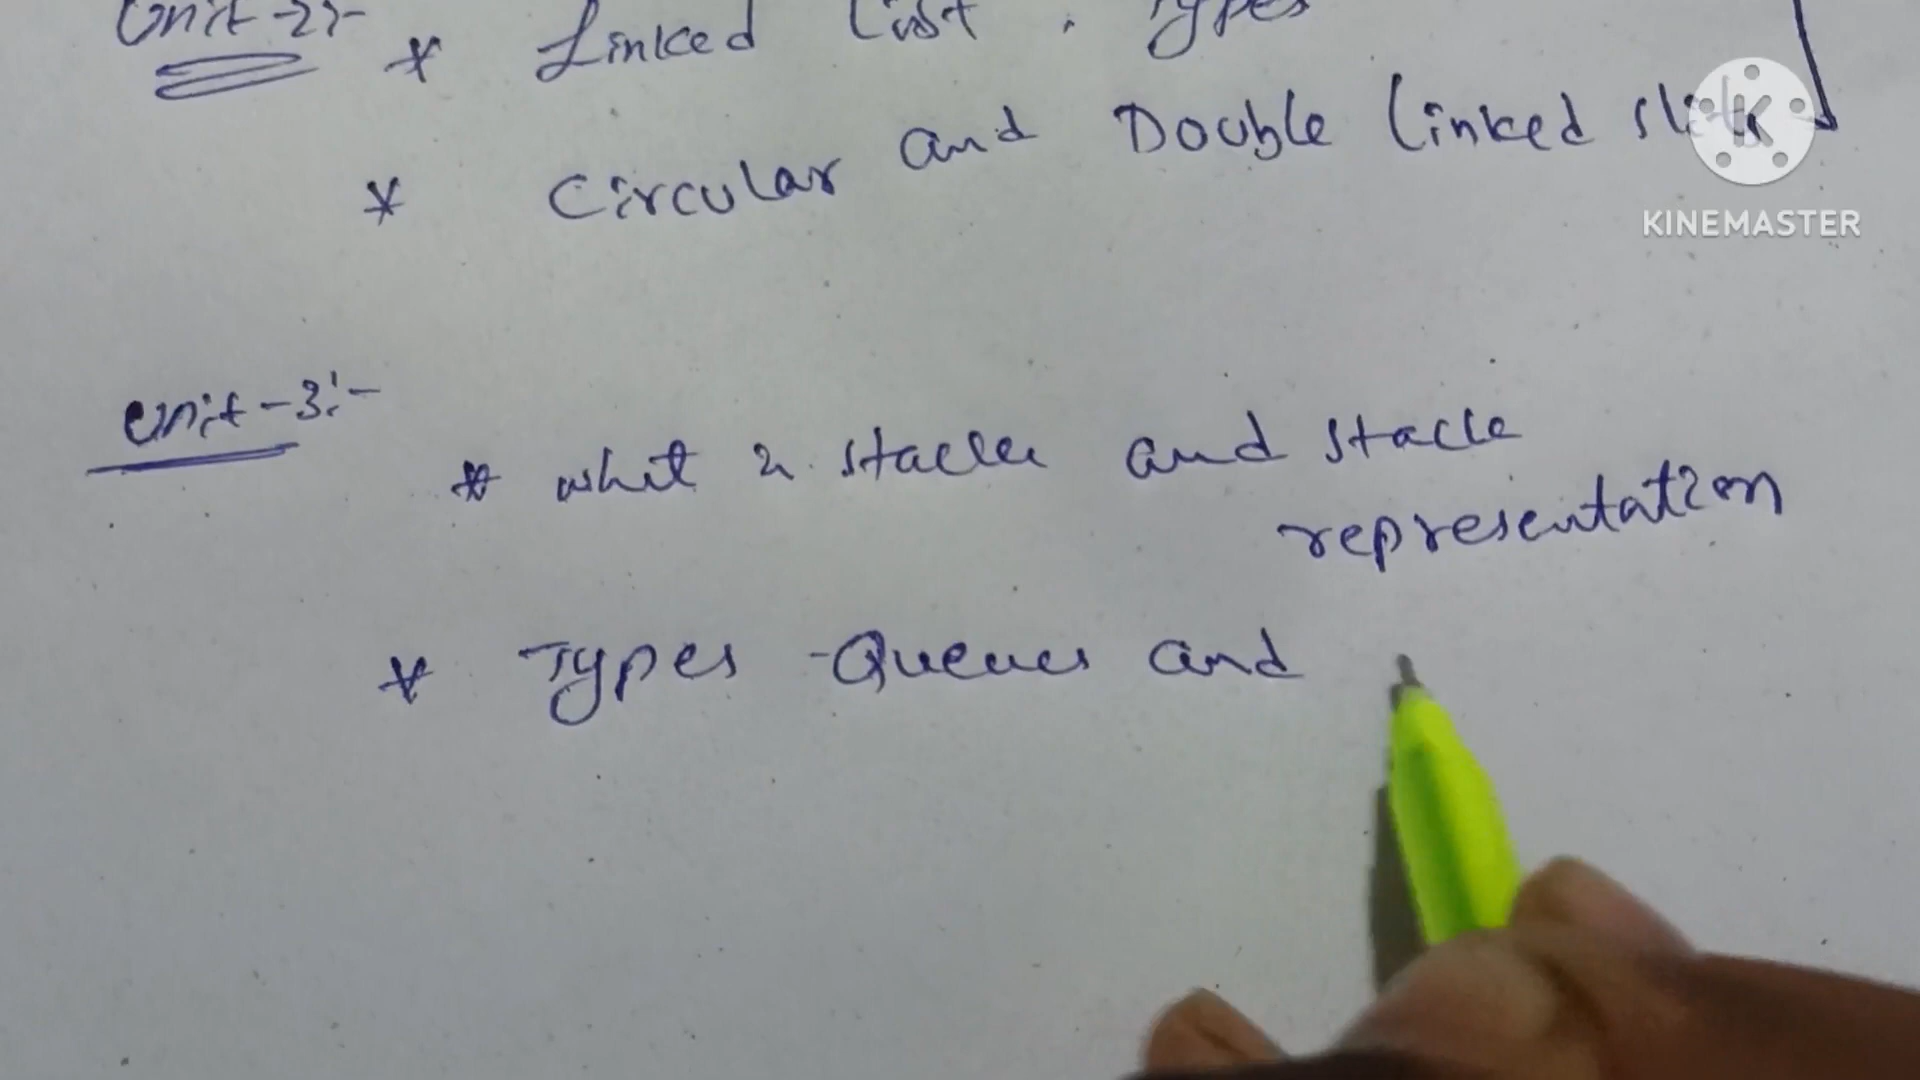 Unit-2:-
* Linked List. Types
* Circular and Double Linked
KINEMASTER
Unit-3:-
* what is stack and stack
representation
* Types -Queues and